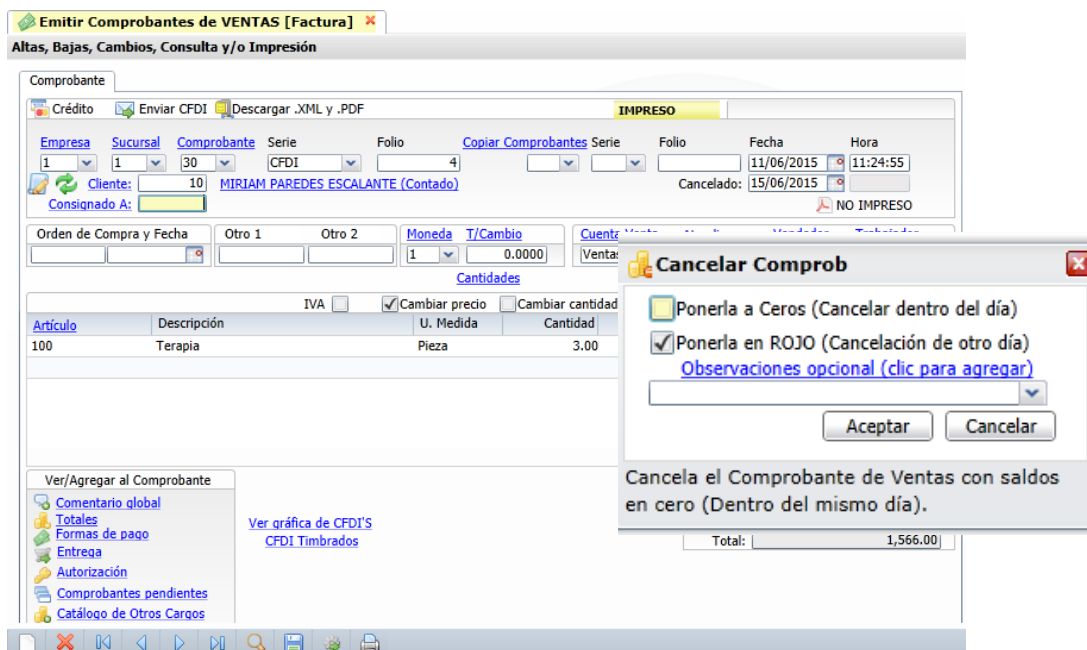 Emitir Comprobantes de VENTAS [Factura]
Altas, Bajas, Cambios, Consulta y/o Impresión
Comprobante
Crédito Enviar CFDI Descargar .XML y .PDF IMPRESO
Empresa Sucursal Comprobante Serie Folio Copiar Comprobantes Serie Folio Fecha Hora
1 1 30 CFDI 4 11/06/2015 11:24:55
Cliente: 10 MIRIAM PAREDES ESCALANTE (Contado) Cancelado: 15/06/2015
Consignado A: NO IMPRESO
Orden de Compra y Fecha Otro 1 Otro 2 Moneda T/Cambio Cuenta Venta Vendedor Trabajador
1 0.0000 Ventas
Cantidades
IVA Cambiar precio Cambiar cantidad
Artículo Descripción U. Medida Cantidad
100 Terapia Pieza 3.00
Cancelar Comprob
Ponerla a Ceros (Cancelar dentro del día)
Ponerla en ROJO (Cancelación de otro día)
Observaciones opcional (clic para agregar)
Aceptar Cancelar
Cancela el Comprobante de Ventas con saldos
en cero (Dentro del mismo día).
Ver/Agregar al Comprobante
Comentario global
Totales
Formas de pago
Entrega
Autorización
Comprobantes pendientes
Catálogo de Otros Cargos
Ver gráfica de CFDI'S
CFDI Timbrados
Total: 1,566.00